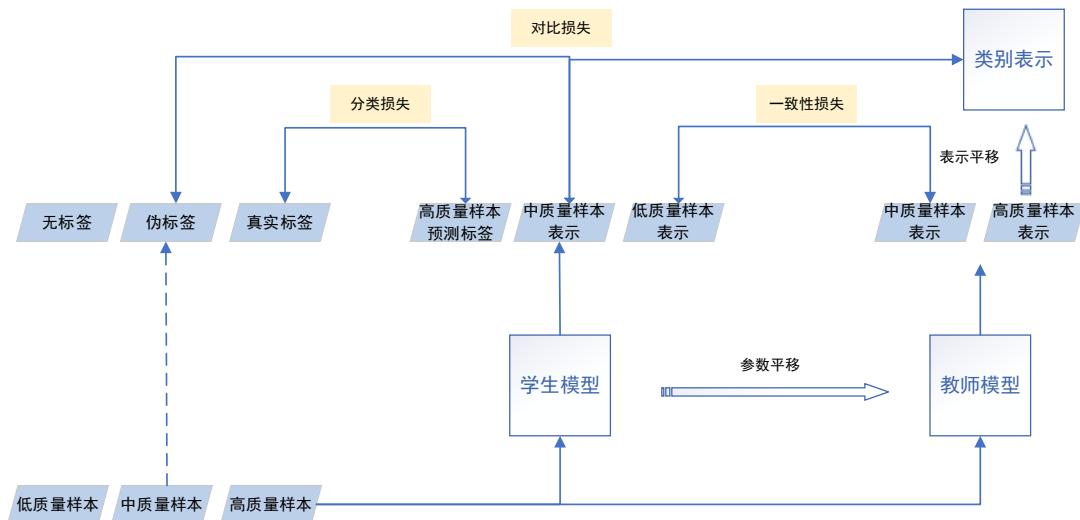 对比损失
类别表示
分类损失
一致性损失
表示平移
无标签
伪标签
真实标签
高质量样本
预测标签
中质量样本
表示
低质量样本
表示
中质量样本
表示
高质量样本
表示
学生模型
参数平移
教师模型
低质量样本
中质量样本
高质量样本